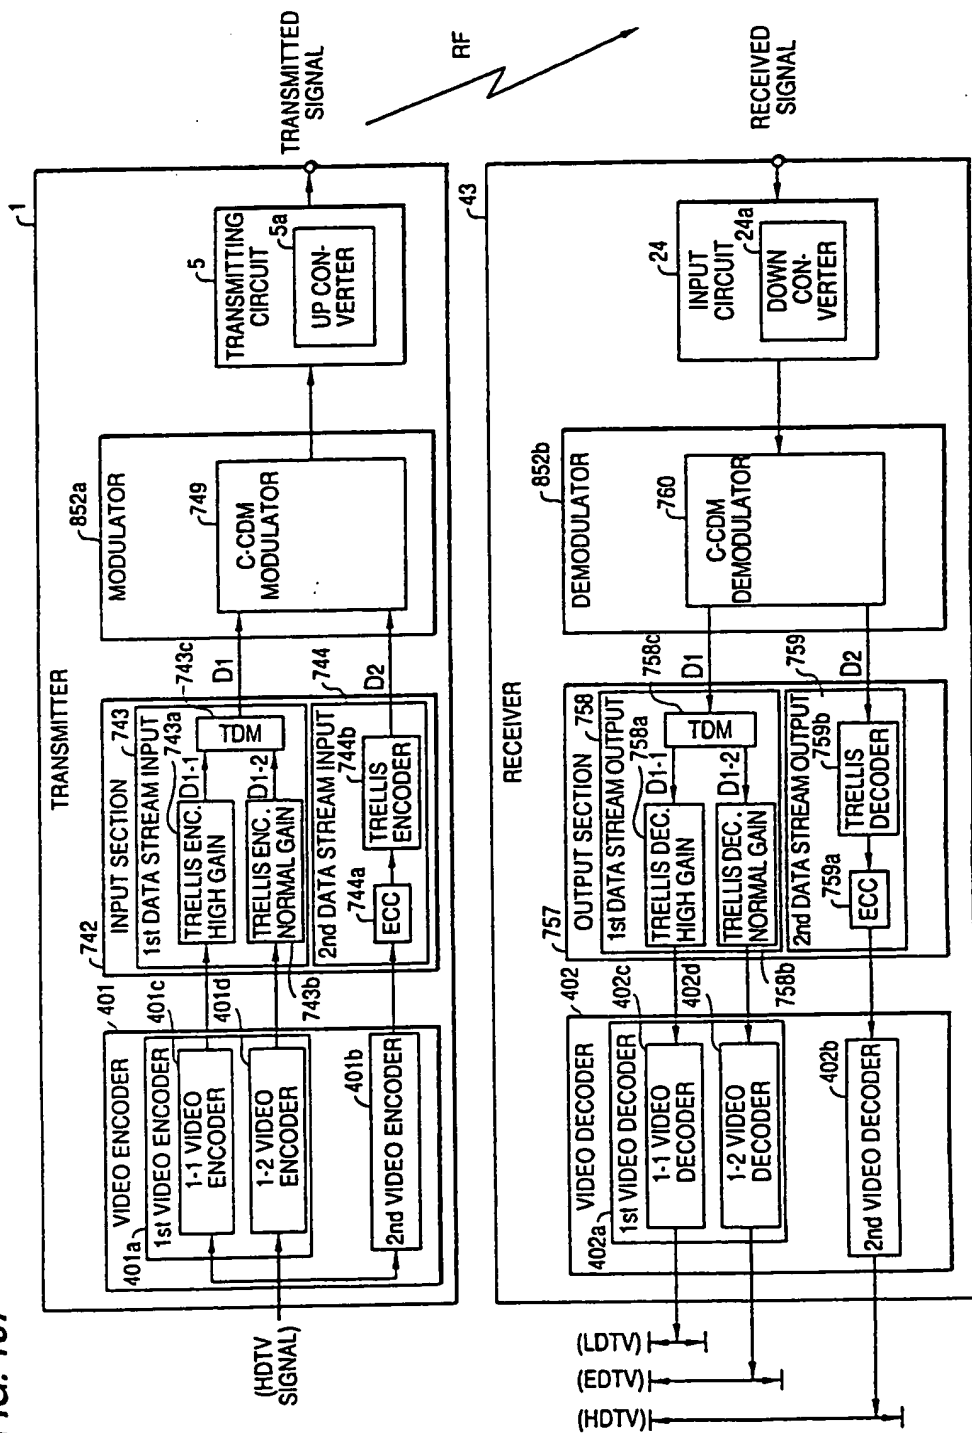 FIG. 167
TRANSMITTER
1
(HDTV
SIGNAL)
VIDEO ENCODER
401
401a
1st VIDEO ENCODER
401c
1-1 VIDEO
ENCODER
401d
1-2 VIDEO
ENCODER
401b
2nd VIDEO ENCODER
742
INPUT SECTION
743
1st DATA STREAM INPUT
743a
TRELLIS ENC.
HIGH GAIN
D1-1
TRELLIS ENC.
NORMAL GAIN
D1-2
743b
743c
TDM
D1
744
2nd DATA STREAM INPUT
744a
ECC
744b
TRELLIS
ENCODER
D2
852a
MODULATOR
749
C-CDM
MODULATOR
5
TRANSMITTING
CIRCUIT
5a
UP CON-
VERTER
TRANSMITTED
SIGNAL
RF
RECEIVER
43
RECEIVED
SIGNAL
24
INPUT
CIRCUIT
24a
DOWN
CON-
VERTER
852b
DEMODULATOR
760
C-CDM
DEMODULATOR
757
OUTPUT SECTION
758
1st DATA STREAM OUTPUT
758a
TRELLIS DEC.
HIGH GAIN
D1-1
TRELLIS DEC.
NORMAL GAIN
D1-2
758b
758c
TDM
D1
759
2nd DATA STREAM OUTPUT
759a
ECC
759b
TRELLIS
DECODER
D2
VIDEO DECODER
402
402a
1st VIDEO DECODER
402c
1-1 VIDEO
DECODER
402d
1-2 VIDEO
DECODER
402b
2nd VIDEO DECODER
(LDTV)
(EDTV)
(HDTV)